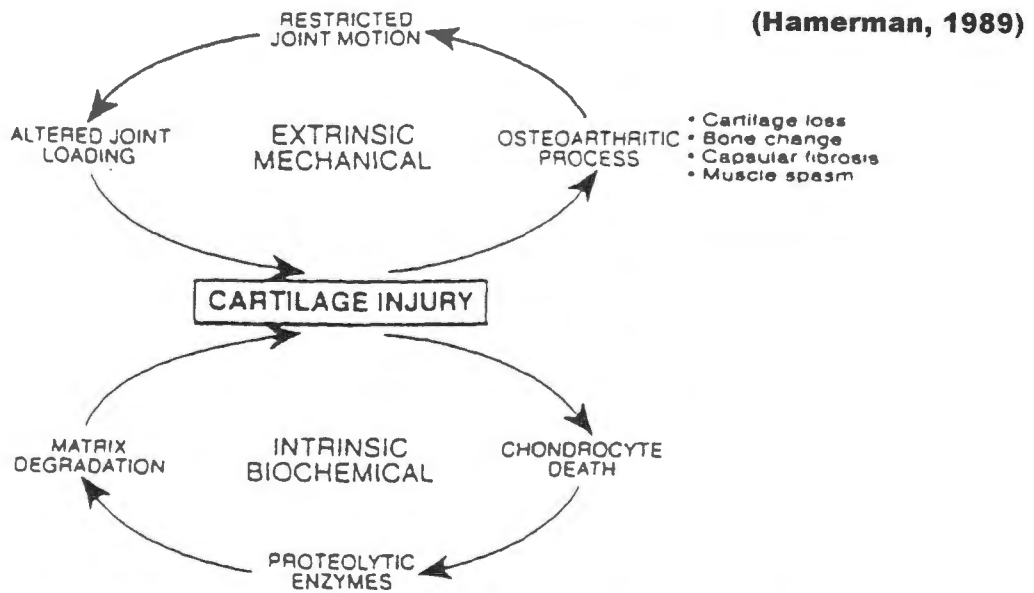 (Hamerman, 1989)
RESTRICTED
JOINT MOTION
ALTERED JOINT
LOADING
EXTRINSIC
MECHANICAL
OSTEOARTHRITIC
PROCESS
• Cartilage loss
• Bone change
• Capsular fibrosis
• Muscle spasm
CARTILAGE INJURY
MATRIX
DEGRADATION
INTRINSIC
BIOCHEMICAL
CHONDROCYTE
DEATH
PROTEOLYTIC
ENZYMES